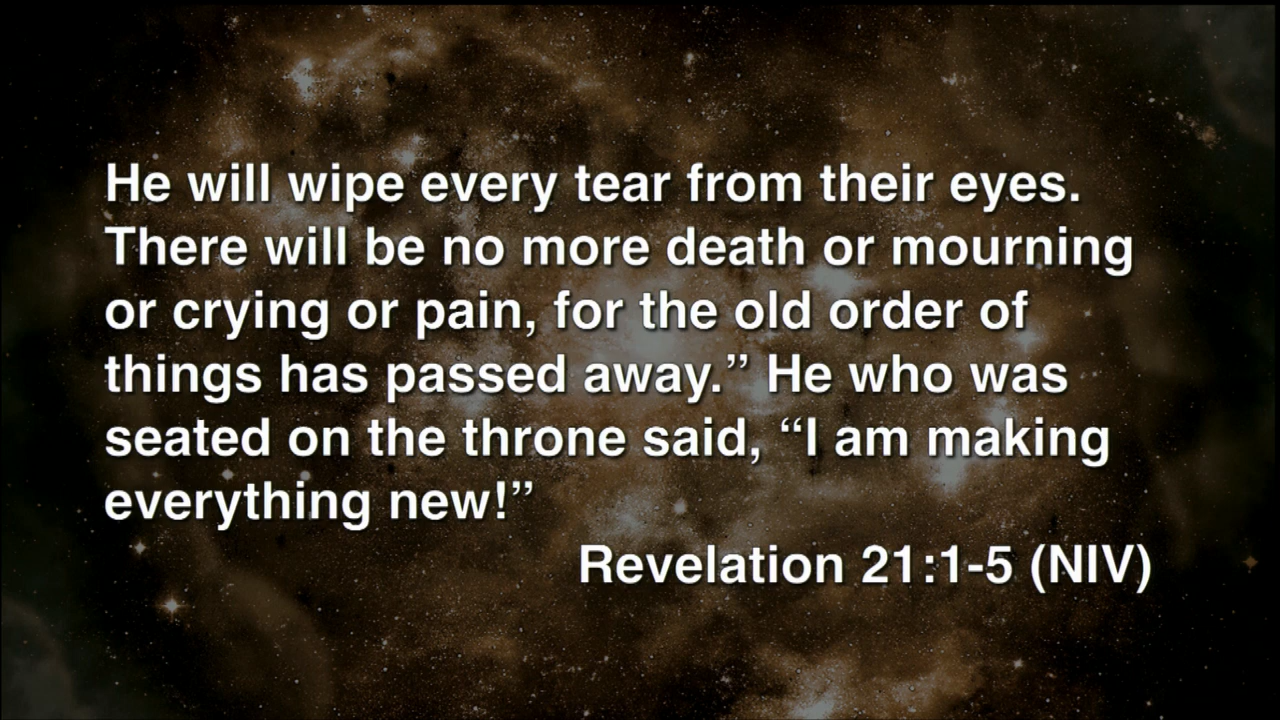 He will wipe every tear from their eyes.
There will be no more death or mourning
or crying or pain, for the old order of
things has passed away.” He who was
seated on the throne said, “I am making
everything new!”
Revelation 21:1-5 (NIV)